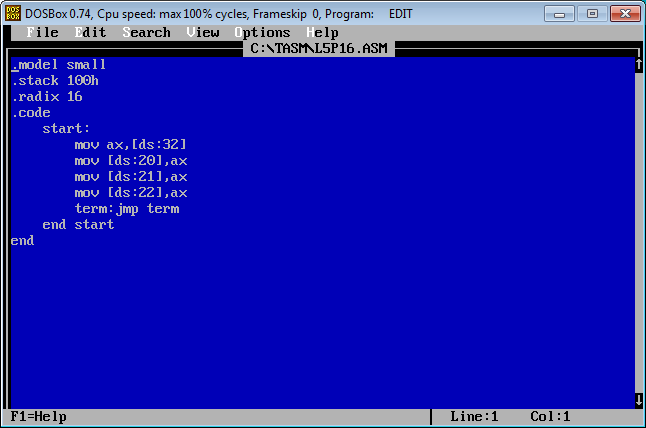 DOSBox 0.74, Cpu speed: max 100% cycles, Frameskip 0, Program: EDIT
File Edit Search View Options Help
C:\TASM\L5P16.ASM
.model small
.stack 100h
.radix 16
.code
start:
mov ax,[ds:32]
mov [ds:20],ax
mov [ds:21],ax
mov [ds:22],ax
term:jmp term
end start
end
F1=Help Line:1 Col:1